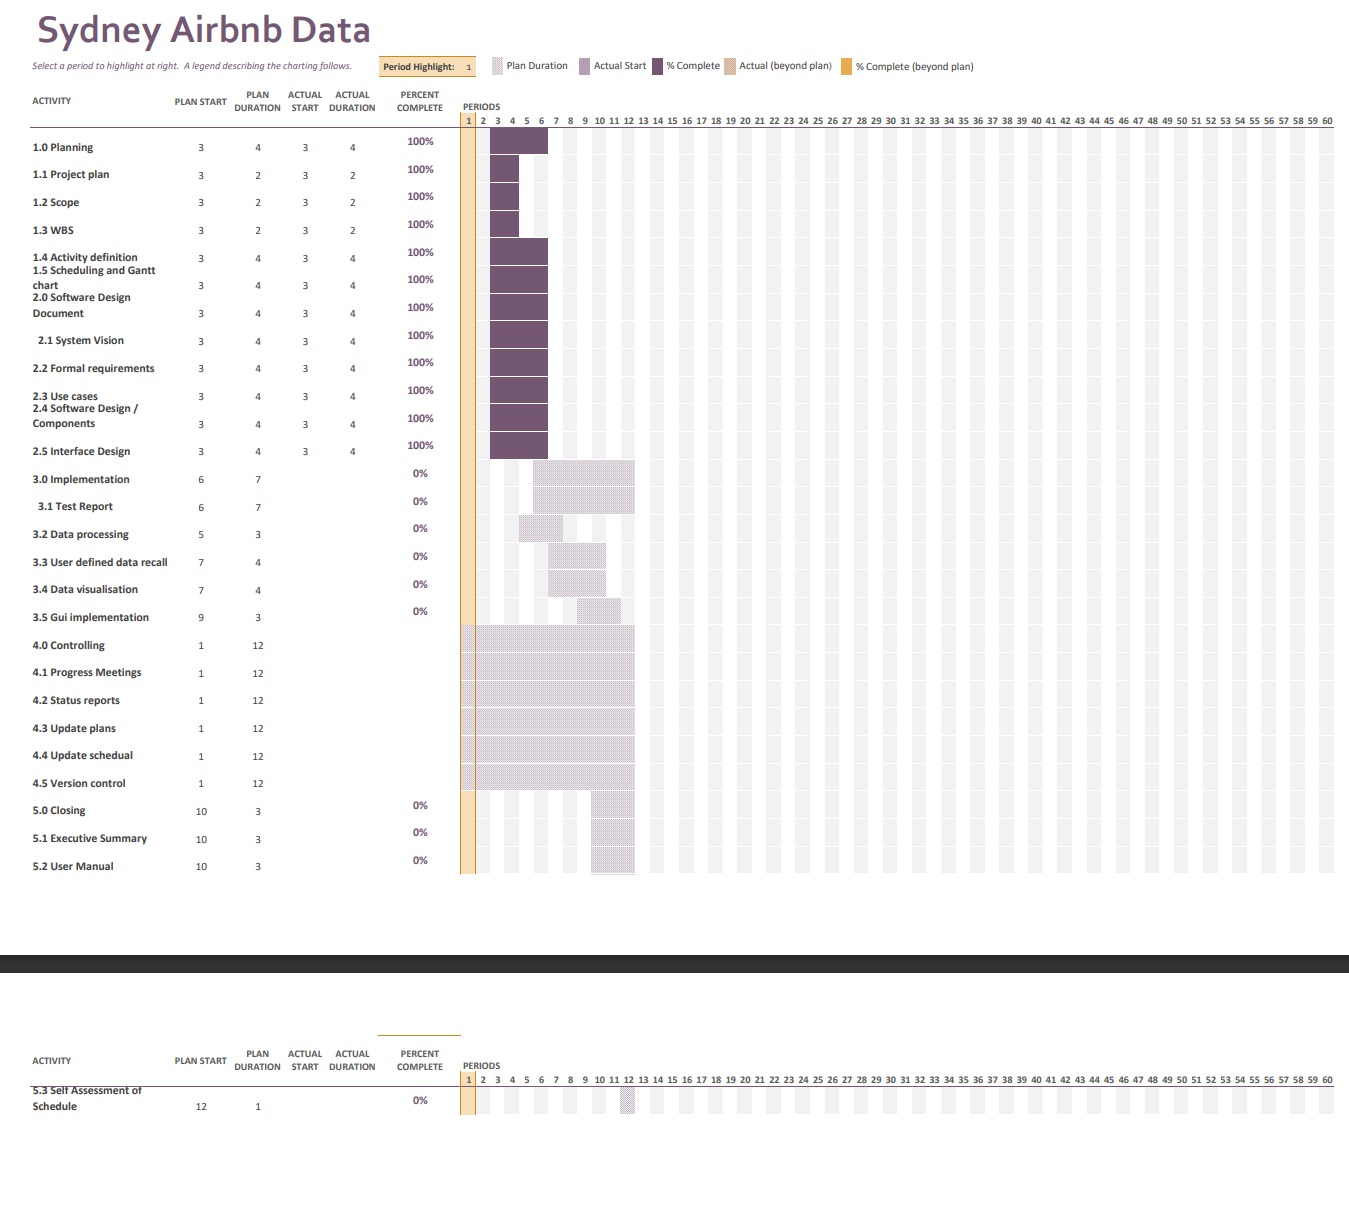 Sydney Airbnb Data
Select a period to highlight at right.  A legend describing the charting follows.
Period Highlight: 1
Plan Duration
Actual Start
% Complete
Actual (beyond plan)
% Complete (beyond plan)
ACTIVITY PLAN START PLAN DURATION ACTUAL START ACTUAL DURATION PERCENT COMPLETE PERIODS
1 2 3 4 5 6 7 8 9 10 11 12 13 14 15 16 17 18 19 20 21 22 23 24 25 26 27 28 29 30 31 32 33 34 35 36 37 38 39 40 41 42 43 44 45 46 47 48 49 50 51 52 53 54 55 56 57 58 59 60
1.0 Planning 3 4 3 4 100%
1.1 Project plan 3 2 3 2 100%
1.2 Scope 3 2 3 2 100%
1.3 WBS 3 2 3 2 100%
1.4 Activity definition 3 4 3 4 100%
1.5 Scheduling and Gantt
chart 3 4 3 4 100%
2.0 Software Design
Document 3 4 3 4 100%
2.1 System Vision 3 4 3 4 100%
2.2 Formal requirements 3 4 3 4 100%
2.3 Use cases 3 4 3 4 100%
2.4 Software Design /
Components 3 4 3 4 100%
2.5 Interface Design 3 4 3 4 100%
3.0 Implementation 6 7 0%
3.1 Test Report 6 7 0%
3.2 Data processing 5 3 0%
3.3 User defined data recall 7 4 0%
3.4 Data visualisation 7 4 0%
3.5 Gui implementation 9 3 0%
4.0 Controlling 1 12
4.1 Progress Meetings 1 12
4.2 Status reports 1 12
4.3 Update plans 1 12
4.4 Update schedual 1 12
4.5 Version control 1 12
5.0 Closing 10 3 0%
5.1 Executive Summary 10 3 0%
5.2 User Manual 10 3 0%
ACTIVITY PLAN START PLAN DURATION ACTUAL START ACTUAL DURATION PERCENT COMPLETE PERIODS
1 2 3 4 5 6 7 8 9 10 11 12 13 14 15 16 17 18 19 20 21 22 23 24 25 26 27 28 29 30 31 32 33 34 35 36 37 38 39 40 41 42 43 44 45 46 47 48 49 50 51 52 53 54 55 56 57 58 59 60
5.3 Self Assessment of
Schedule 12 1 0%